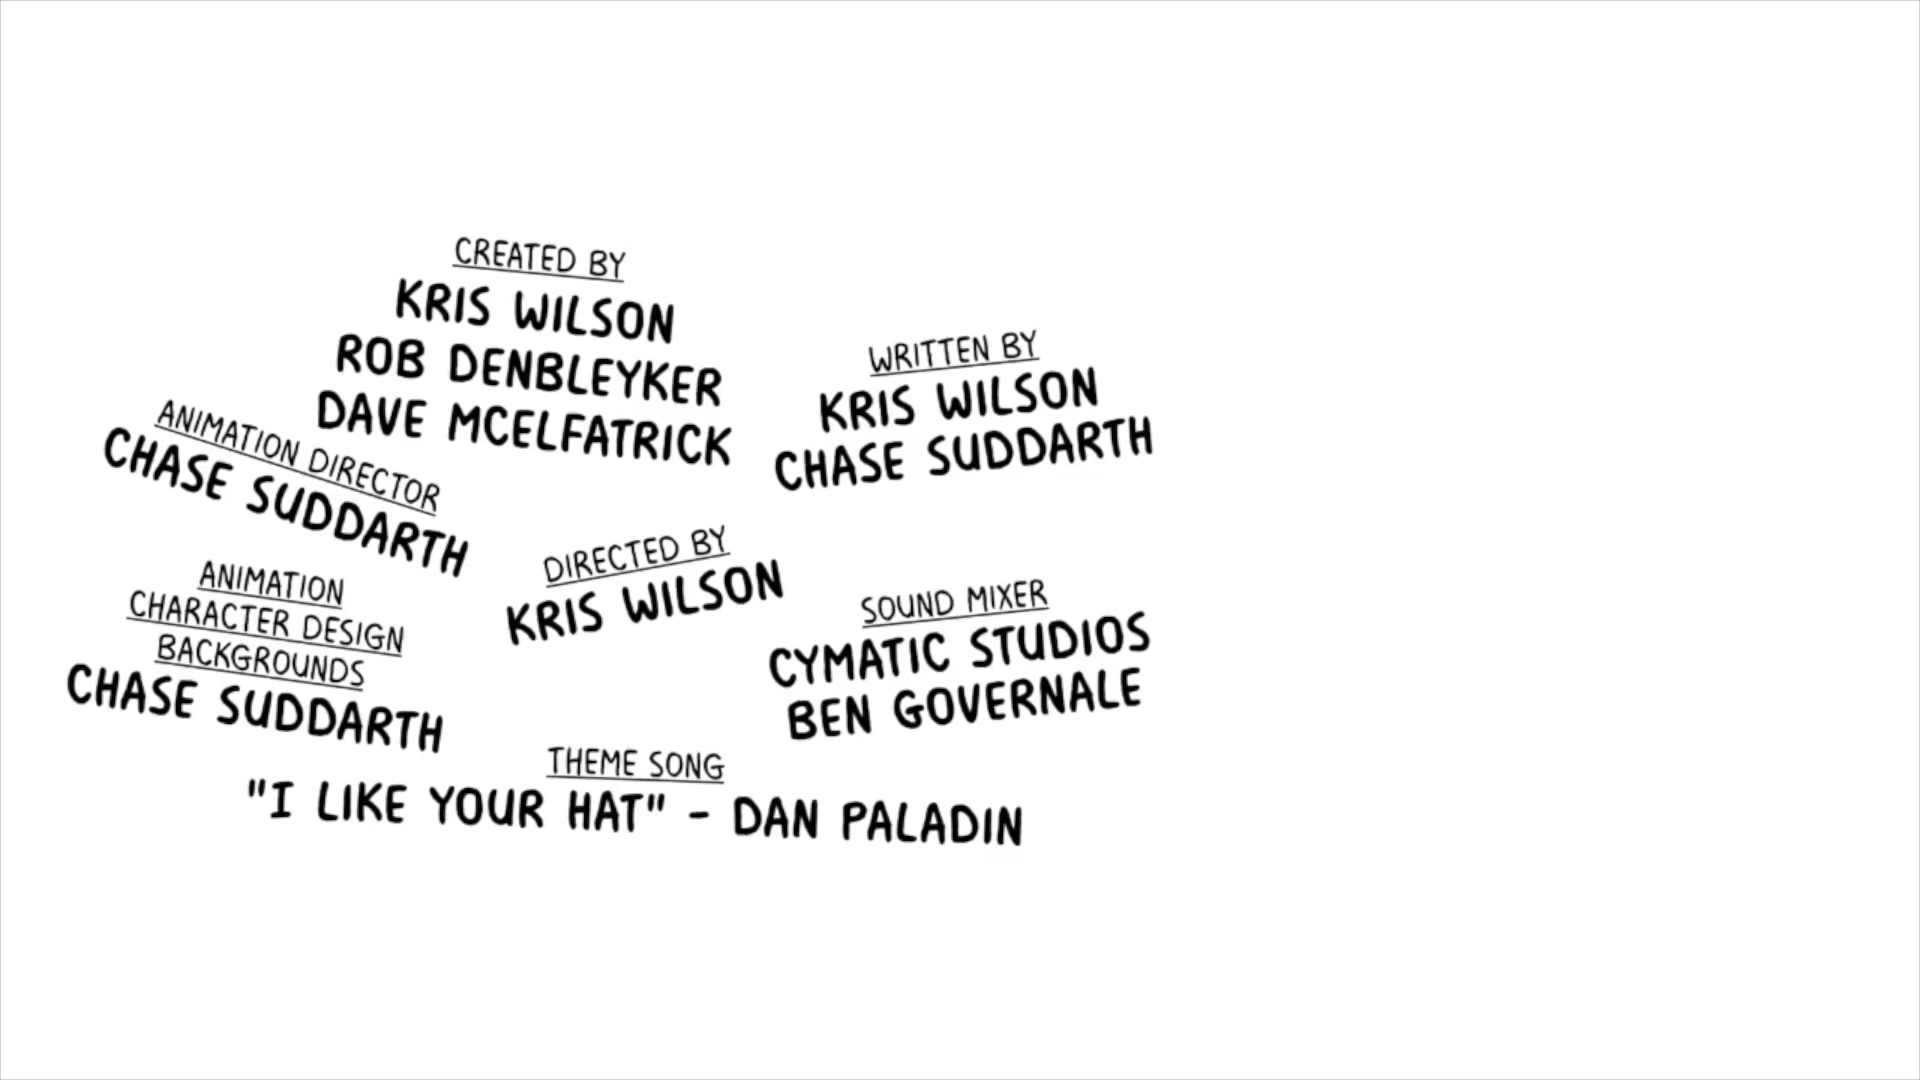 CREATED BY
KRIS WILSON
ROB DENBLEYKER
DAVE MCELFATRICK
WRITTEN BY
KRIS WILSON
CHASE SUDDARTH
ANIMATION DIRECTOR
CHASE SUDDARTH
DIRECTED BY
KRIS WILSON
ANIMATION
CHARACTER DESIGN
BACKGROUNDS
CHASE SUDDARTH
SOUND MIXER
CYMATIC STUDIOS
BEN GOVERNALE
THEME SONG
"I LIKE YOUR HAT" - DAN PALADIN